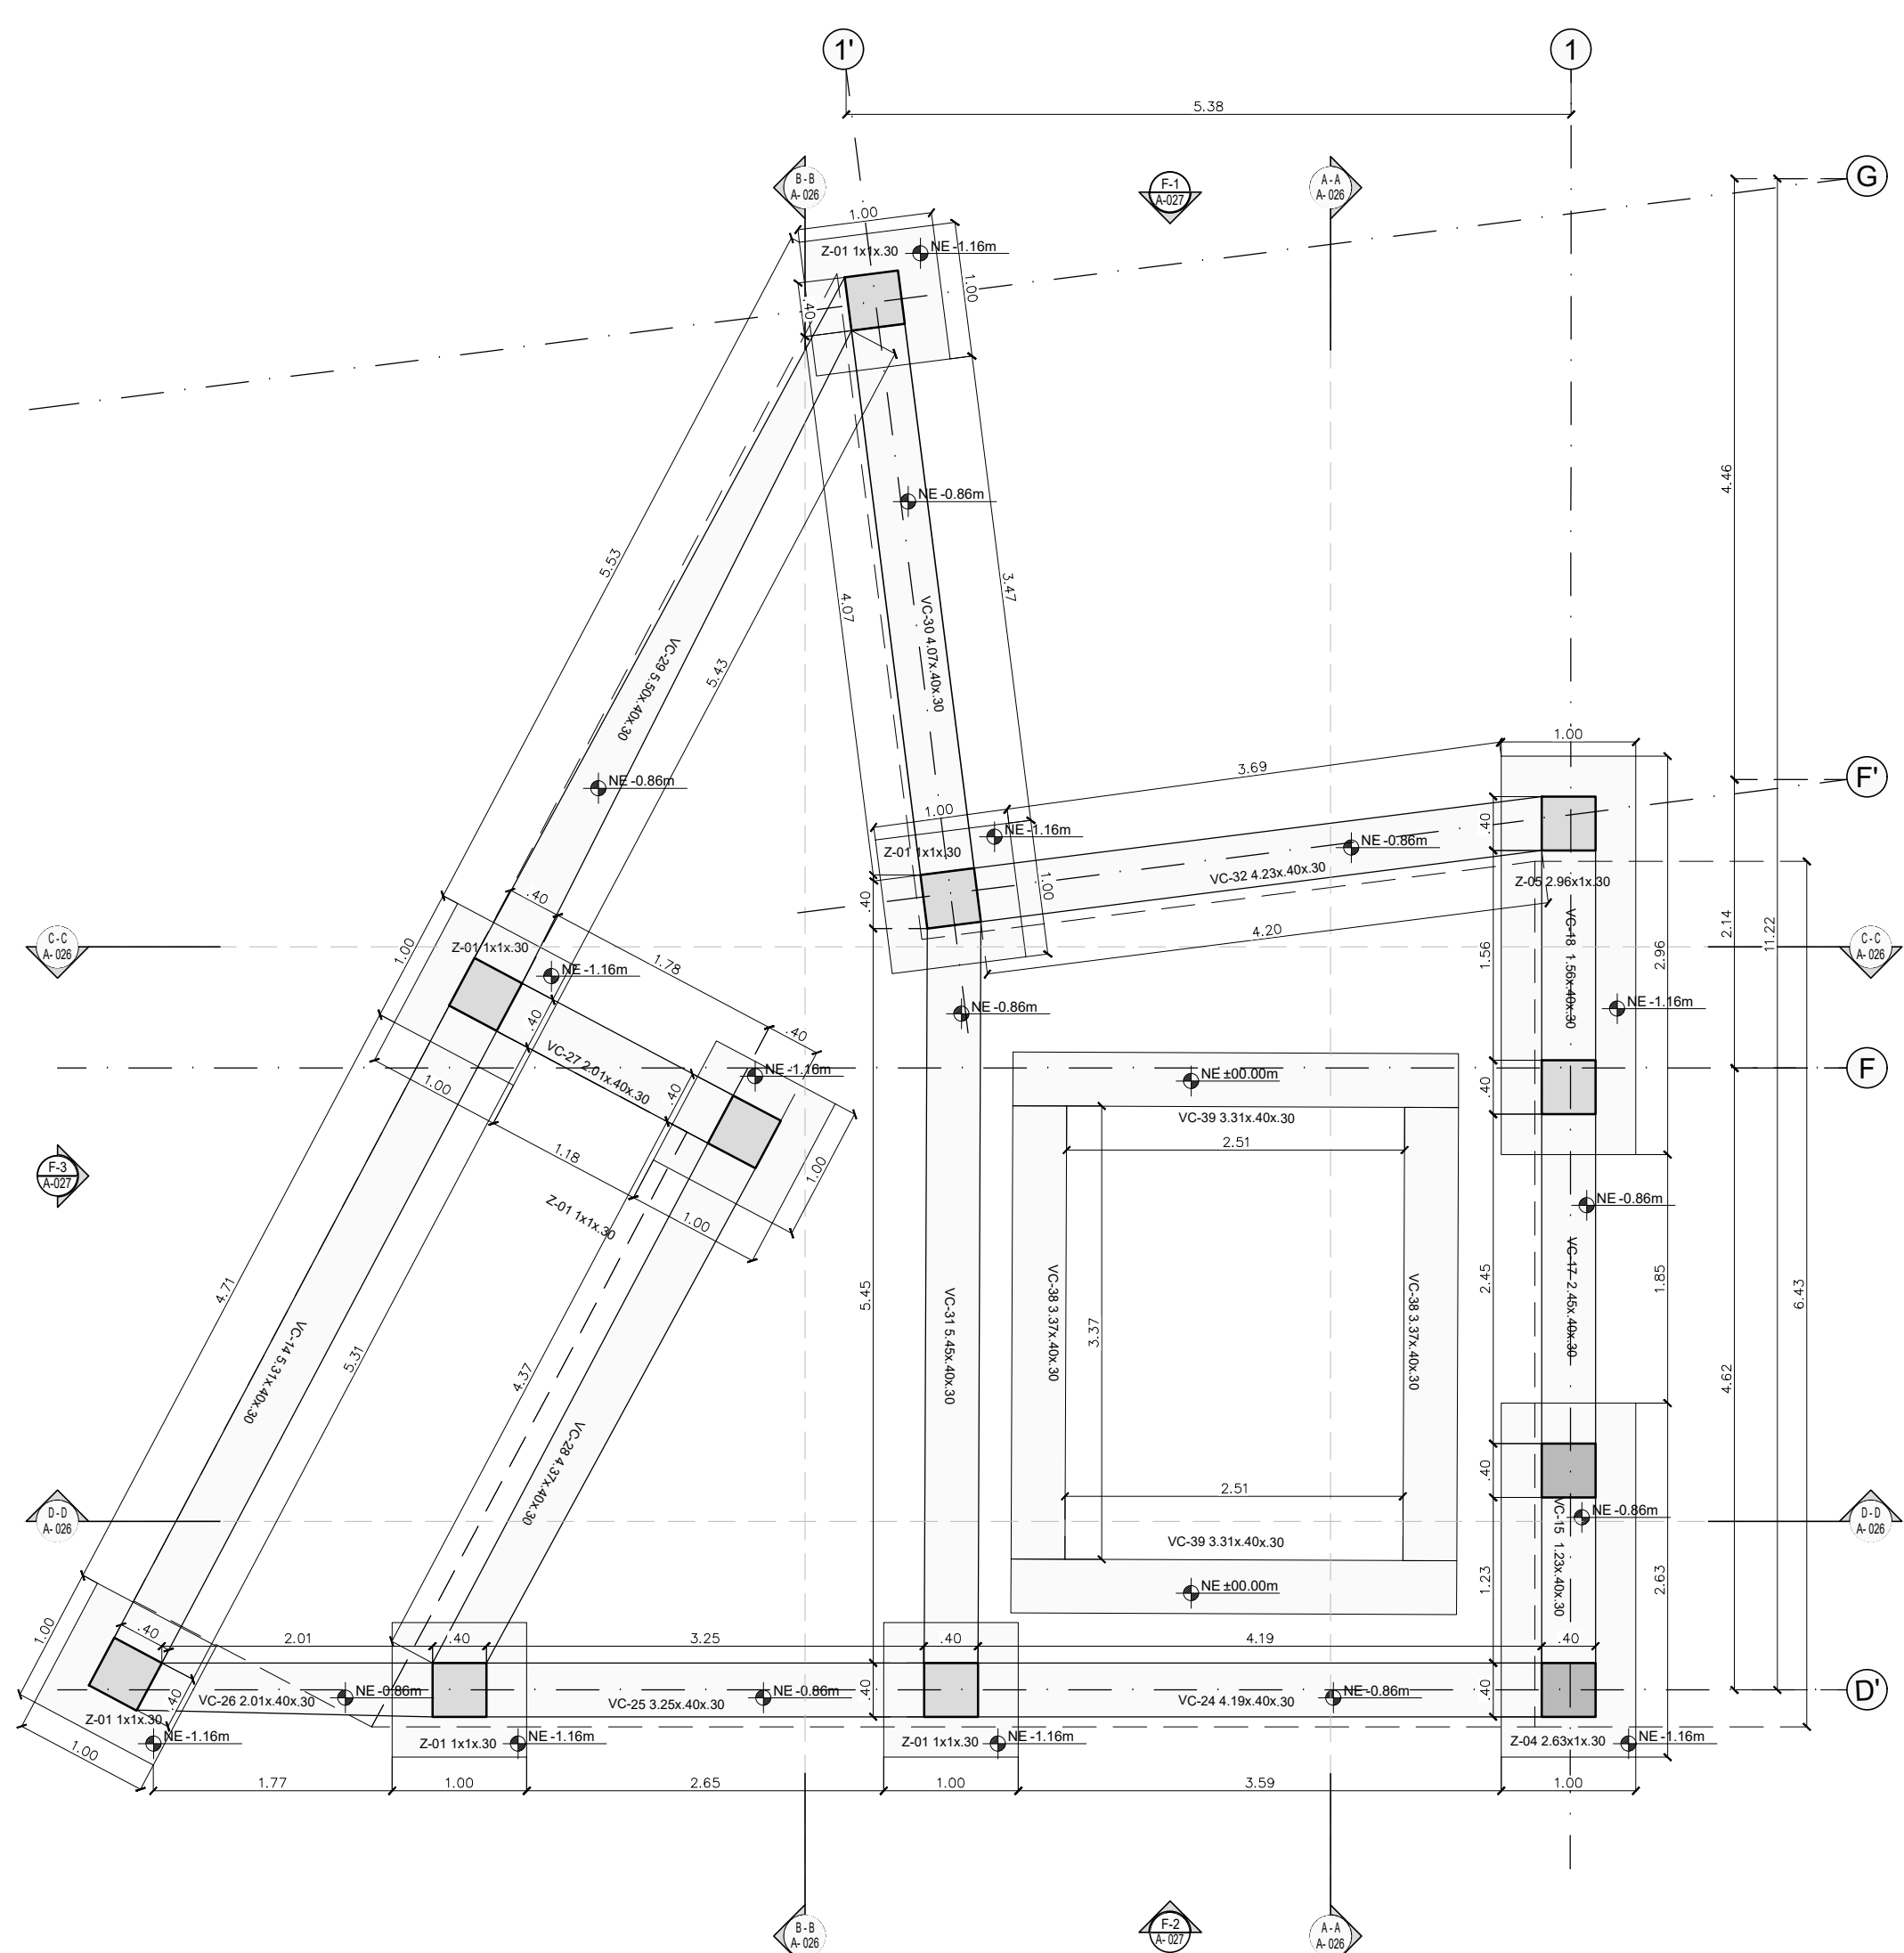 1'
1
5.38
G
B - B
A- 026
F-1
A-027
A - A
A- 026
1.00
Z-01 1x1x.30
NE -1.16m
1.00
.40
4.46
NE -0.86m
5.53
4.07
3.47
VC-30 4.07x.40x.30
VC-29 5.50x.40x.30
5.43
1.00
F'
3.69
NE -0.86m
1.00
NE -1.16m
.40
Z-01 1x1x.30
NE -0.86m
VC-32 4.23x.40x.30
Z-05 2.96x1x.30
.40
1.00
.40
4.20
C - C
A- 026
1.00
Z-01 1x1x.30
NE -1.16m
1.78
1.56
VC-18 1.56x.40x.30
2.96
2.14
11.22
C - C
A- 026
NE -0.86m
NE -1.16m
.40
.40
VC-27 2.01x.40x.30
NE -1.16m
NE ±00.00m
F
1.00
.40
.40
VC-39 3.31x.40x.30
2.51
F-3
A-027
1.18
1.00
1.00
Z-01 1x1x.30
NE -0.86m
4.71
5.45
VC-31 5.45x.40x.30
VC-38 3.37x.40x.30
3.37
VC-38 3.37x.40x.30
2.45
VC-17 2.45x.40x.30
1.85
6.43
VC-14 5.31x.40x.30
5.31
4.37
4.62
VC-28 4.37x.40x.30
2.51
.40
D - D
A- 026
VC-39 3.31x.40x.30
NE -0.86m
VC-15 1.23x.40x.30
1.23
2.63
D - D
A- 026
NE ±00.00m
1.00
.40
2.01
.40
3.25
.40
4.19
.40
.40
VC-26 2.01x.40x.30
NE -0.86m
VC-25 3.25x.40x.30
NE -0.86m
.40
VC-24 4.19x.40x.30
NE -0.86m
.40
D'
Z-01 1x1x.30
NE -1.16m
Z-01 1x1x.30
NE -1.16m
Z-01 1x1x.30
NE -1.16m
Z-04 2.63x1x.30
NE -1.16m
1.00
1.77
1.00
2.65
1.00
3.59
1.00
B - B
A- 026
F-2
A-027
A - A
A- 026